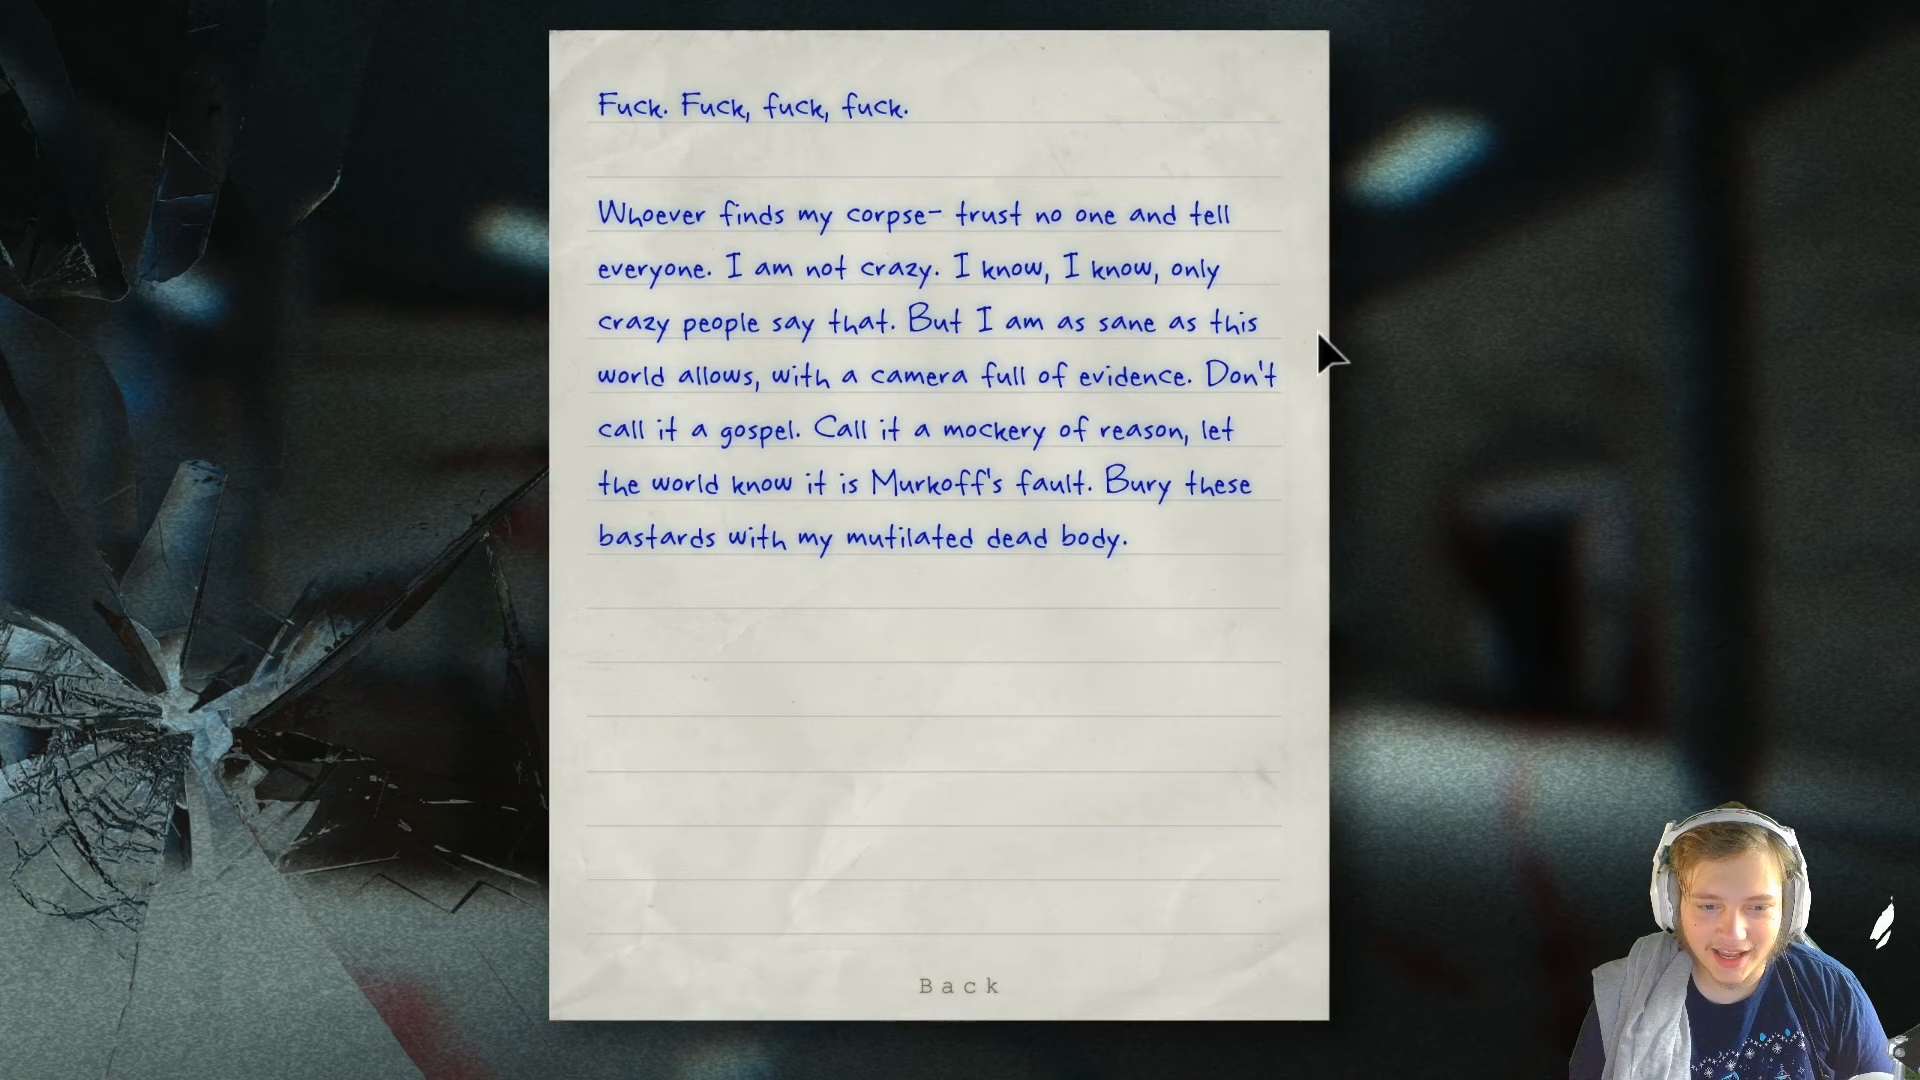 Fuck. Fuck, fuck, fuck.
Whoever finds my corpse- trust no one and tell
everyone. I am not crazy. I know, I know, only
crazy people say that. But I am as sane as this
world allows, with a camera full of evidence. Don't
call it a gospel. Call it a mockery of reason, let
the world know it is Murkoff's fault. Bury these
bastards with my mutilated dead body.
Back